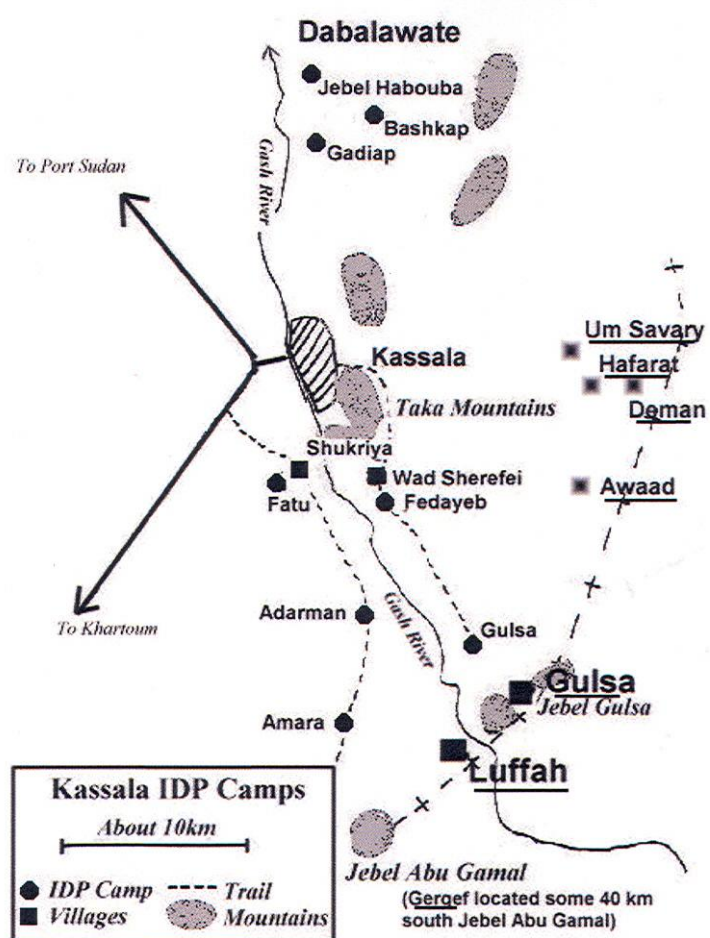 Dabalawate
Jebel Habouba
Bashkap
Gadiap
Gash River
To Port Sudan
Um Savary
Hafarat
Deman
Kassala
Taka Mountains
Shukriya
Wad Sherefei
Fedayeb
Fatu
Awaad
To Khartoum
Adarman
Gash River
Gulsa
Gulsa
Jebel Gulsa
Amara
Luffah
Kassala IDP Camps
About 10km
IDP Camp
Trail
Villages
Mountains
Jebel Abu Gamal
(Gergef located some 40 km
south Jebel Abu Gamal)